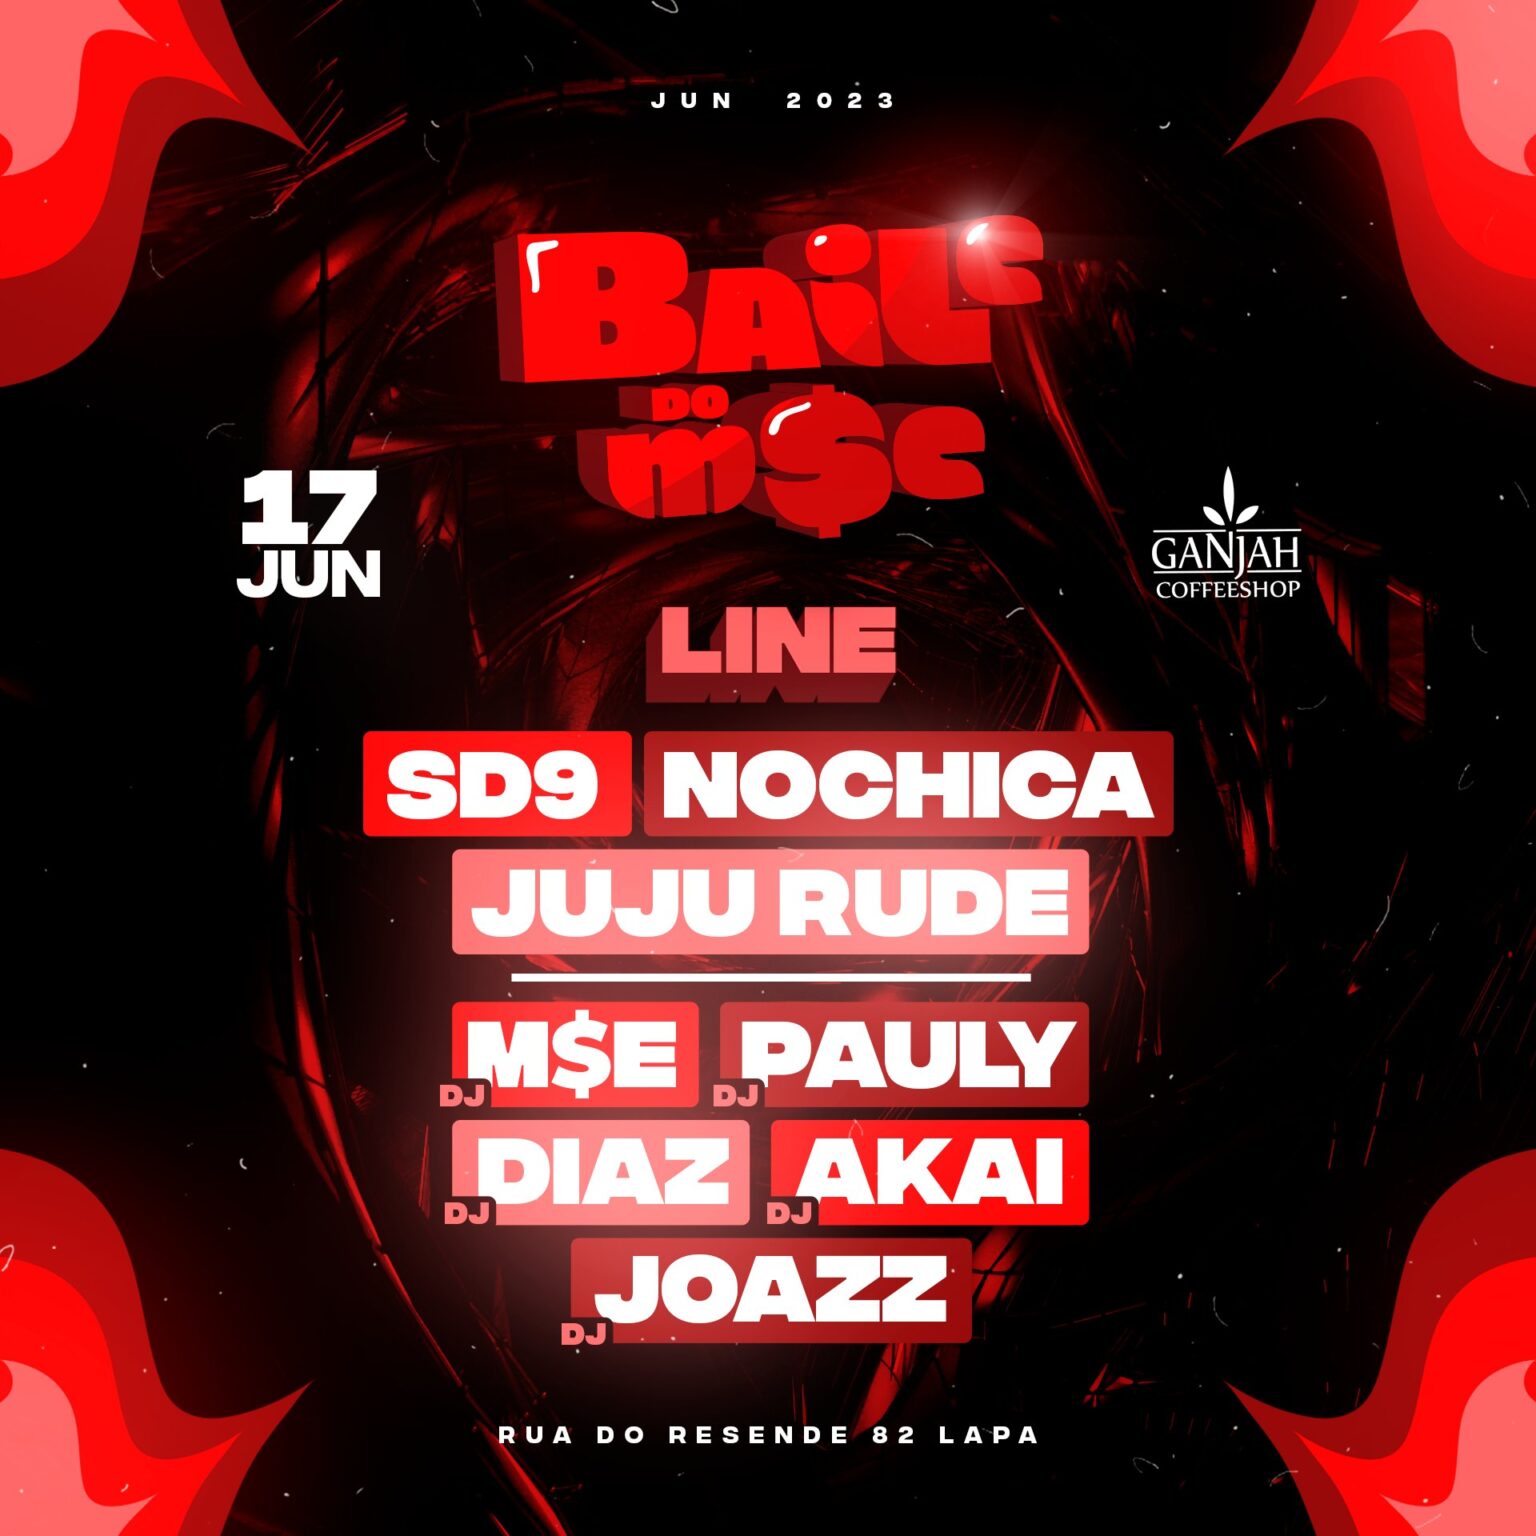 JUN 2023
BAiLe
DO
m$e
17
JUN
GANJAH
COFFEESHOP
LINE
SD9 NOCHICA
JUJU RUDE
DJ M$E DJ PAULY
DJ DIAZ DJ AKAI
DJ JOAZZ
RUA DO RESENDE 82 LAPA